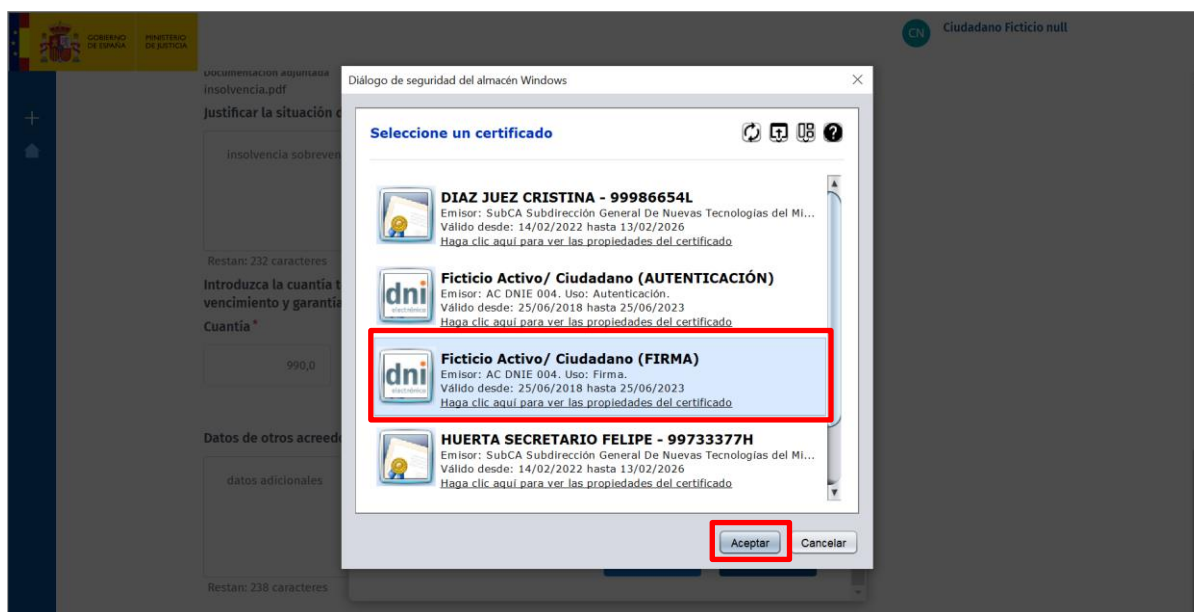 GOBIERNO
DE ESPAÑA
MINISTERIO
DE JUSTICIA
CN
Ciudadano Ficticio null
Documentación adjuntada
insolvencia.pdf
Justificar la situación
insolvencia sobreven
Restan: 232 caracteres
Introduzca la cuantía t
vencimiento y garantía
Cuantía *
990,0
Datos de otros acreed
datos adicionales
Restan: 238 caracteres
Diálogo de seguridad del almacén Windows
Seleccione un certificado
DIAZ JUEZ CRISTINA - 99986654L
Emisor: SubCA Subdirección General De Nuevas Tecnologías del Mi...
Válido desde: 14/02/2022 hasta 13/02/2026
Haga clic aquí para ver las propiedades del certificado
dni
electrónico
Ficticio Activo/ Ciudadano (AUTENTICACIÓN)
Emisor: AC DNIE 004. Uso: Autenticación.
Válido desde: 25/06/2018 hasta 25/06/2023
Haga clic aquí para ver las propiedades del certificado
dni
electrónico
Ficticio Activo/ Ciudadano (FIRMA)
Emisor: AC DNIE 004. Uso: Firma.
Válido desde: 25/06/2018 hasta 25/06/2023
Haga clic aquí para ver las propiedades del certificado
HUERTA SECRETARIO FELIPE - 99733377H
Emisor: SubCA Subdirección General De Nuevas Tecnologías del Mi...
Válido desde: 14/02/2022 hasta 13/02/2026
Haga clic aquí para ver las propiedades del certificado
Aceptar
Cancelar